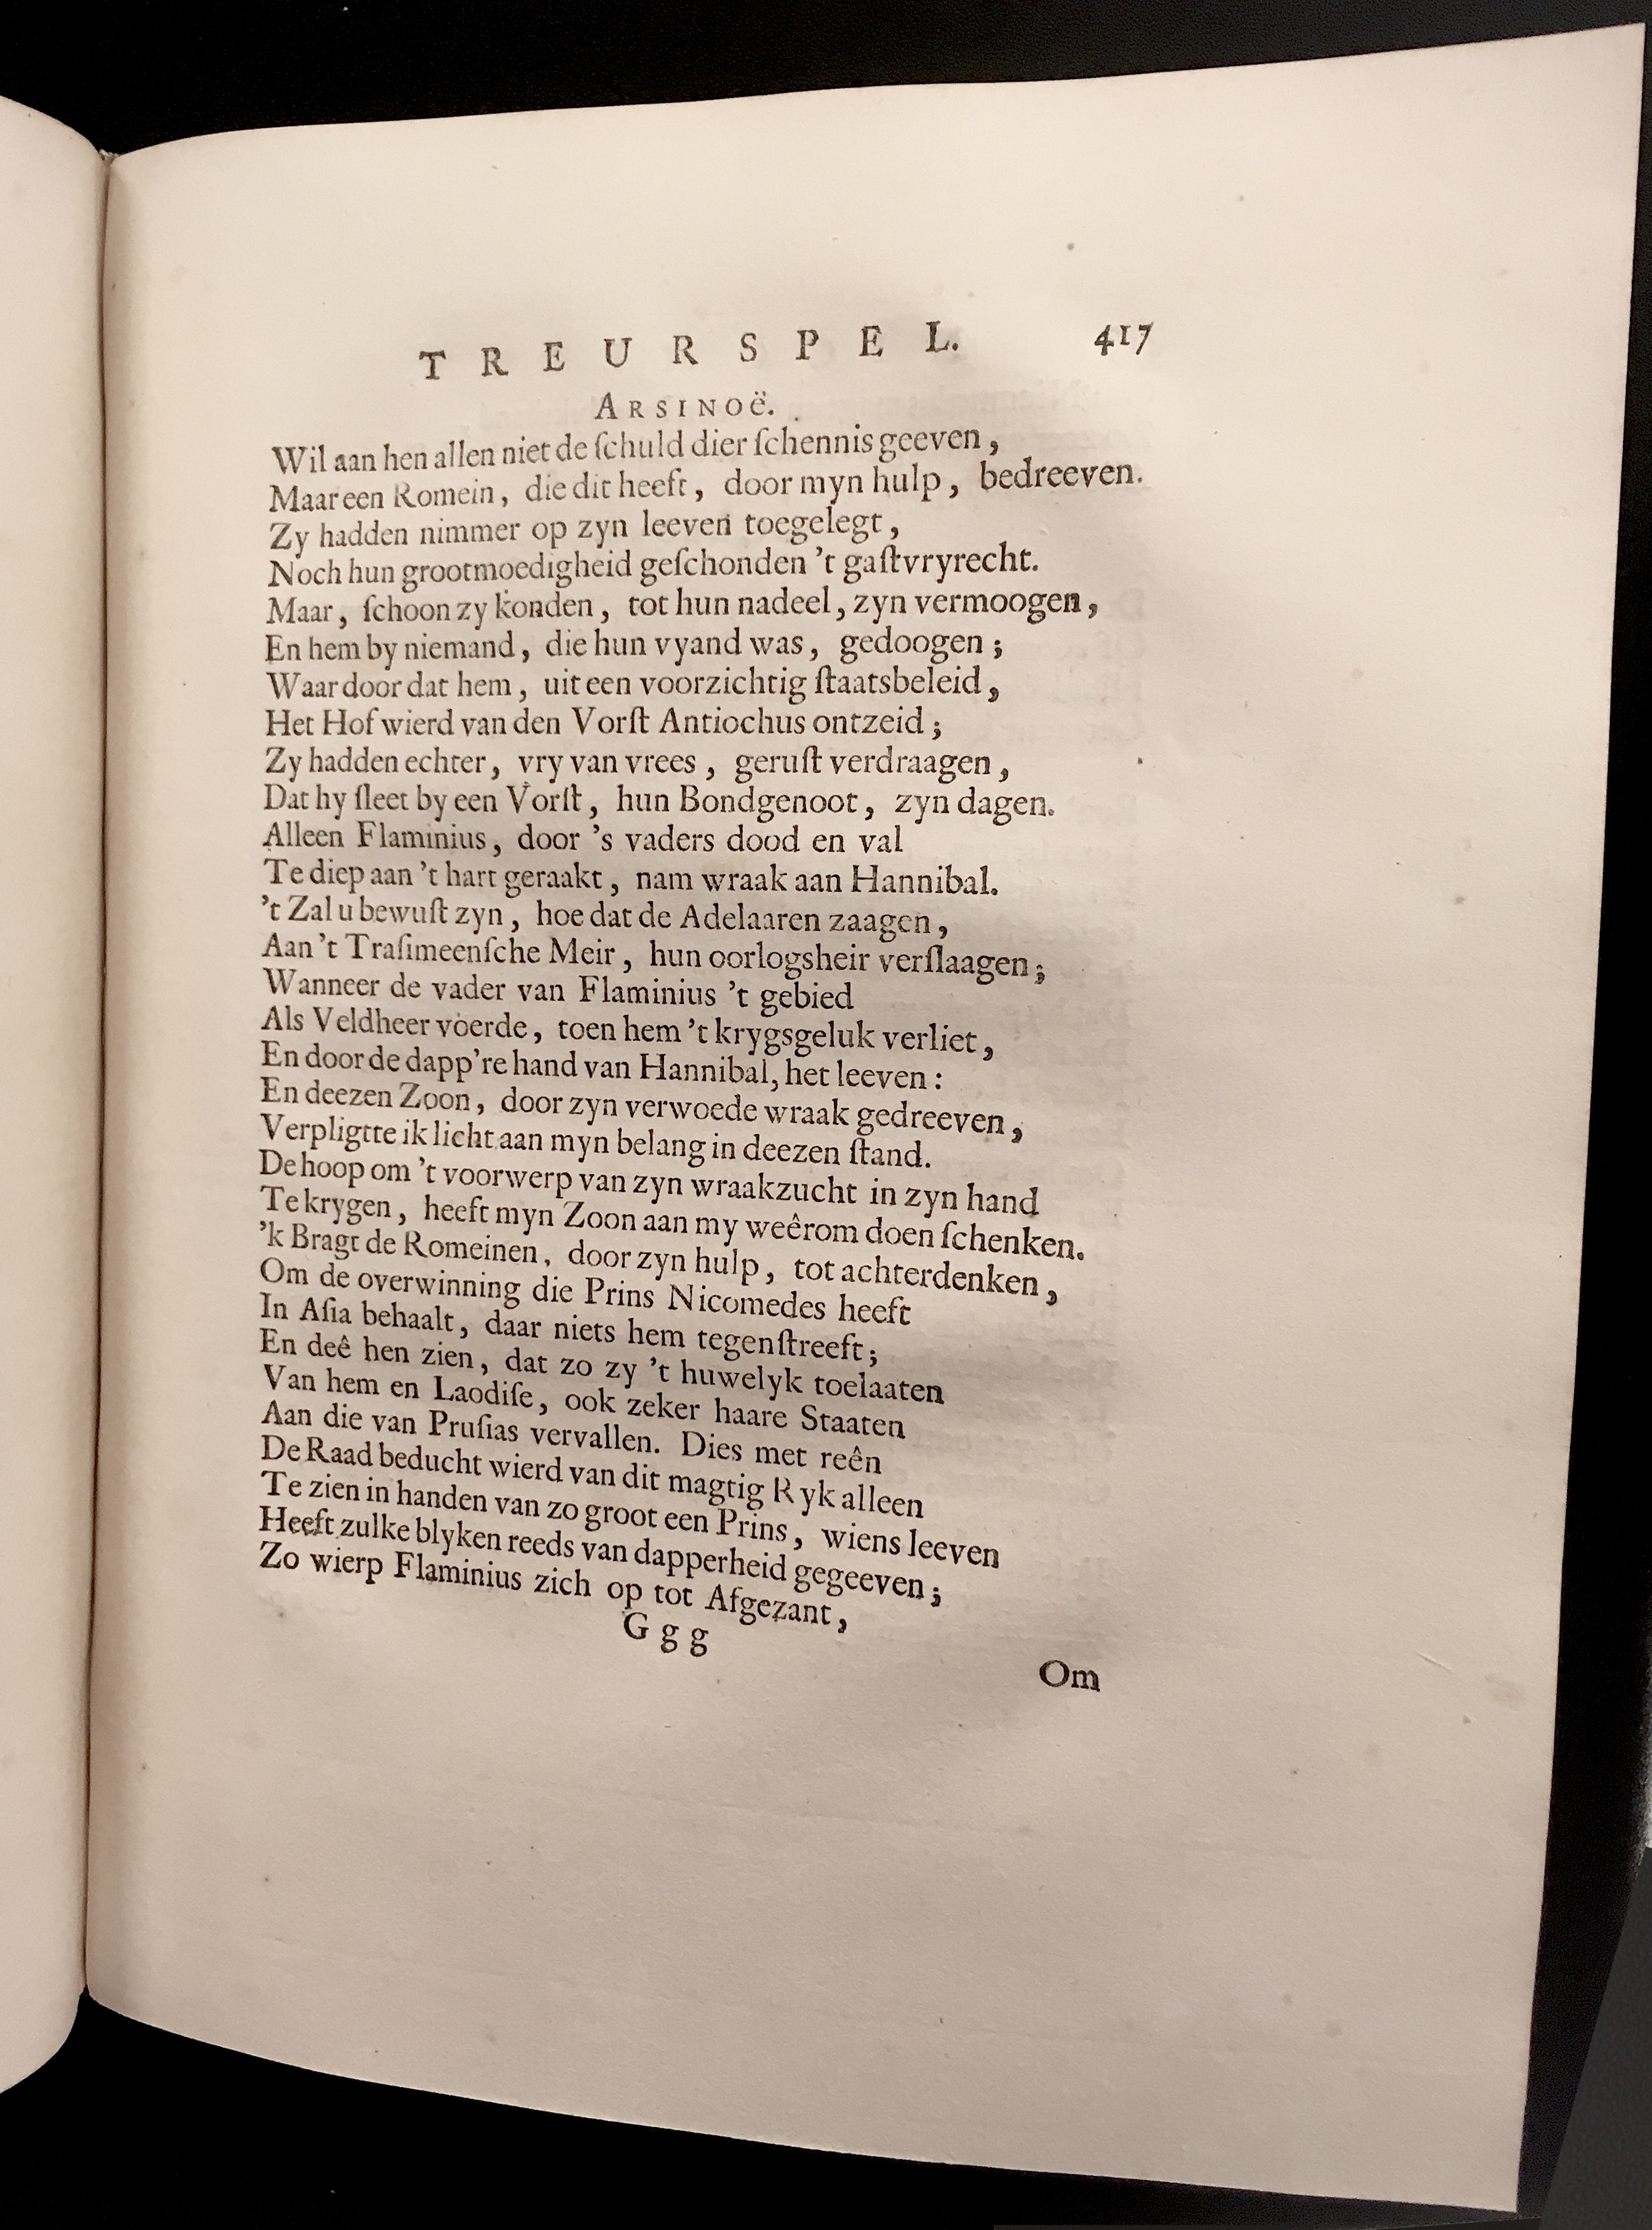 TREURSPEL. 417
ARSINOË.
Wil aan hen allen niet de ſchuld dier ſchennis geeven,
Maar een Romein, die dit heeft, door myn hulp, bedreeven.
Zy hadden nimmer op zyn leeven toegelegt,
Noch hun grootmoedigheid geſchonden 't gaſtvryrecht.
Maar, ſchoon zy konden, tot hun nadeel, zyn vermoogen,
En hem by niemand, die hun vyand was, gedoogen;
Waar door dat hem, uit een voorzichtig ſtaatsbeleid,
Het Hof wierd van den Vorſt Antiochus ontzeid;
Zy hadden echter, vry van vrees, geruſt verdraagen,
Dat hy ſleet by een Vorſt, hun Bondgenoot, zyn dagen.
Alleen Flaminius, door 's vaders dood en val
Te diep aan 't hart geraakt, nam wraak aan Hannibal.
't Zal u bewuſt zyn, hoe dat de Adelaaren zaagen,
Aan 't Traſimeenſche Meir, hun oorlogsheir verſlaagen;
Wanneer de vader van Flaminius 't gebied
Als Veldheer voerde, toen hem 't krygsgeluk verliet,
En door de dapp're hand van Hannibal, het leeven:
En deezen Zoon, door zyn verwoede wraak gedreeven,
Verpligtte ik licht aan myn belang in deezen ſtand.
De hoop om 't voorwerp van zyn wraakzucht in zyn hand
Te krygen, heeft myn Zoon aan my weêrom doen ſchenken.
'k Bragt de Romeinen, door zyn hulp, tot achterdenken,
Om de overwinning die Prins Nicomedes heeft
In Aſia behaalt, daar niets hem tegenſtreeft;
En deê hen zien, dat zo zy 't huwelyk toelaaten
Van hem en Laodiſe, ook zeker haare Staaten
Aan die van Pruſias vervallen. Dies met reên
De Raad beducht wierd van dit magtig Ryk alleen
Te zien in handen van zo groot een Prins, wiens leeven
Heeft zulke blyken reeds van dapperheid gegeeven;
Zo wierp Flaminius zich op tot Afgezant,
Ggg
Om